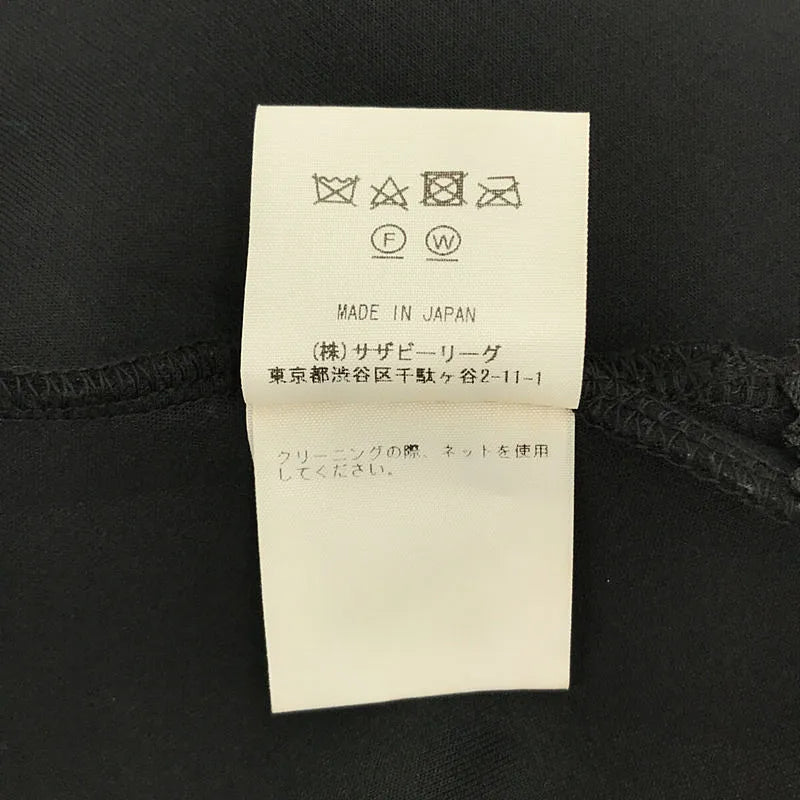 F W
MADE IN JAPAN
(株)サザビーリーグ
東京都渋谷区千駄ヶ谷2-11-1
クリーニングの際、ネットを使用
してください。